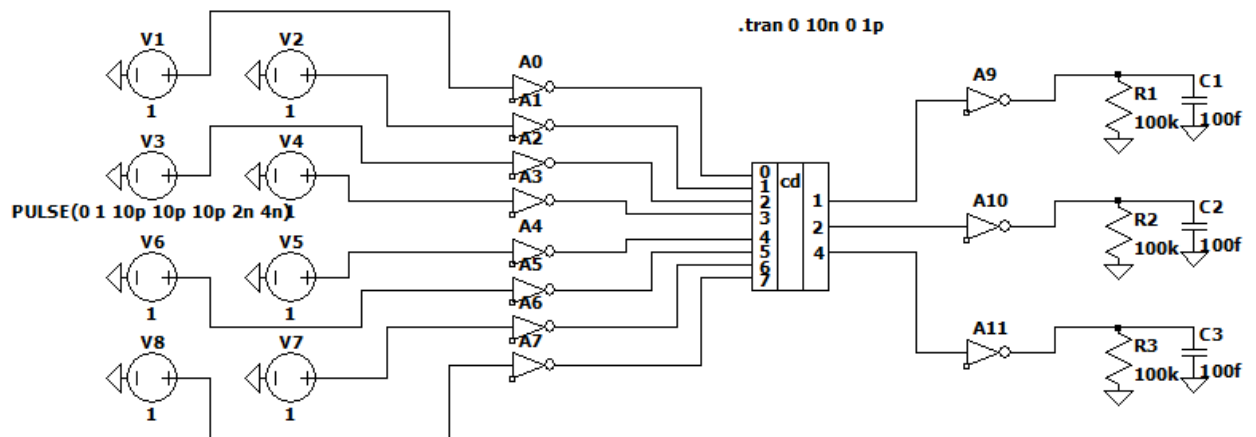 .tran 0 10n 0 1p
V1
1
V2
1
V3
PULSE(0 1 10p 10p 10p 2n 4n)
V4
1
V6
1
V5
1
V8
1
V7
1
A0
A1
A2
A3
A4
A5
A6
A7
0
1
2
3
4
5
6
7
cd
1
2
4
A9
R1
100k
C1
100f
A10
R2
100k
C2
100f
A11
R3
100k
C3
100f